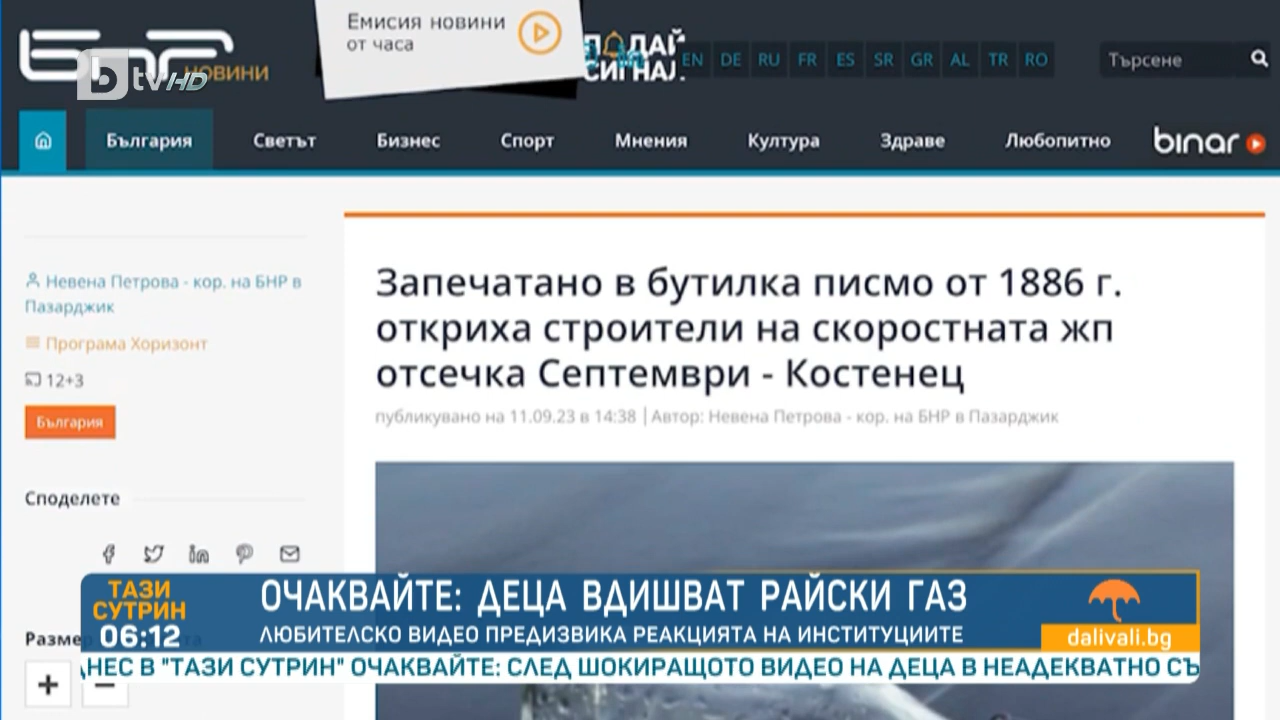 БНР
НОВИНИ
btv HD
Емисия новини
от часа
ПОДАЙ
СИГНАЛ.
EN DE RU FR ES SR GR AL TR RO
Търсене
България Светът Бизнес Спорт Мнения Култура Здраве Любопитно binar
Невена Петрова - кор. на БНР в
Пазарджик
Програма Хоризонт
12+3
България
Споделете
Запечатано в бутилка писмо от 1886 г.
откриха строители на скоростната жп
отсечка Септември - Костенец
публикувано на 11.09.23 в 14:38 | Автор: Невена Петрова - кор. на БНР в Пазарджик
ТАЗИ
СУТРИН
06:12
ОЧАКВАЙТЕ: ДЕЦА ВДИШВАТ РАЙСКИ ГАЗ
ЛЮБИТЕЛСКО ВИДЕО ПРЕДИЗВИКА РЕАКЦИЯТА НА ИНСТИТУЦИИТЕ
dalivali.bg
Размер
ДНЕС В "ТАЗИ СУТРИН" ОЧАКВАЙТЕ: СЛЕД ШОКИРАЩОТО ВИДЕО НА ДЕЦА В НЕАДЕКВАТНО СЪ